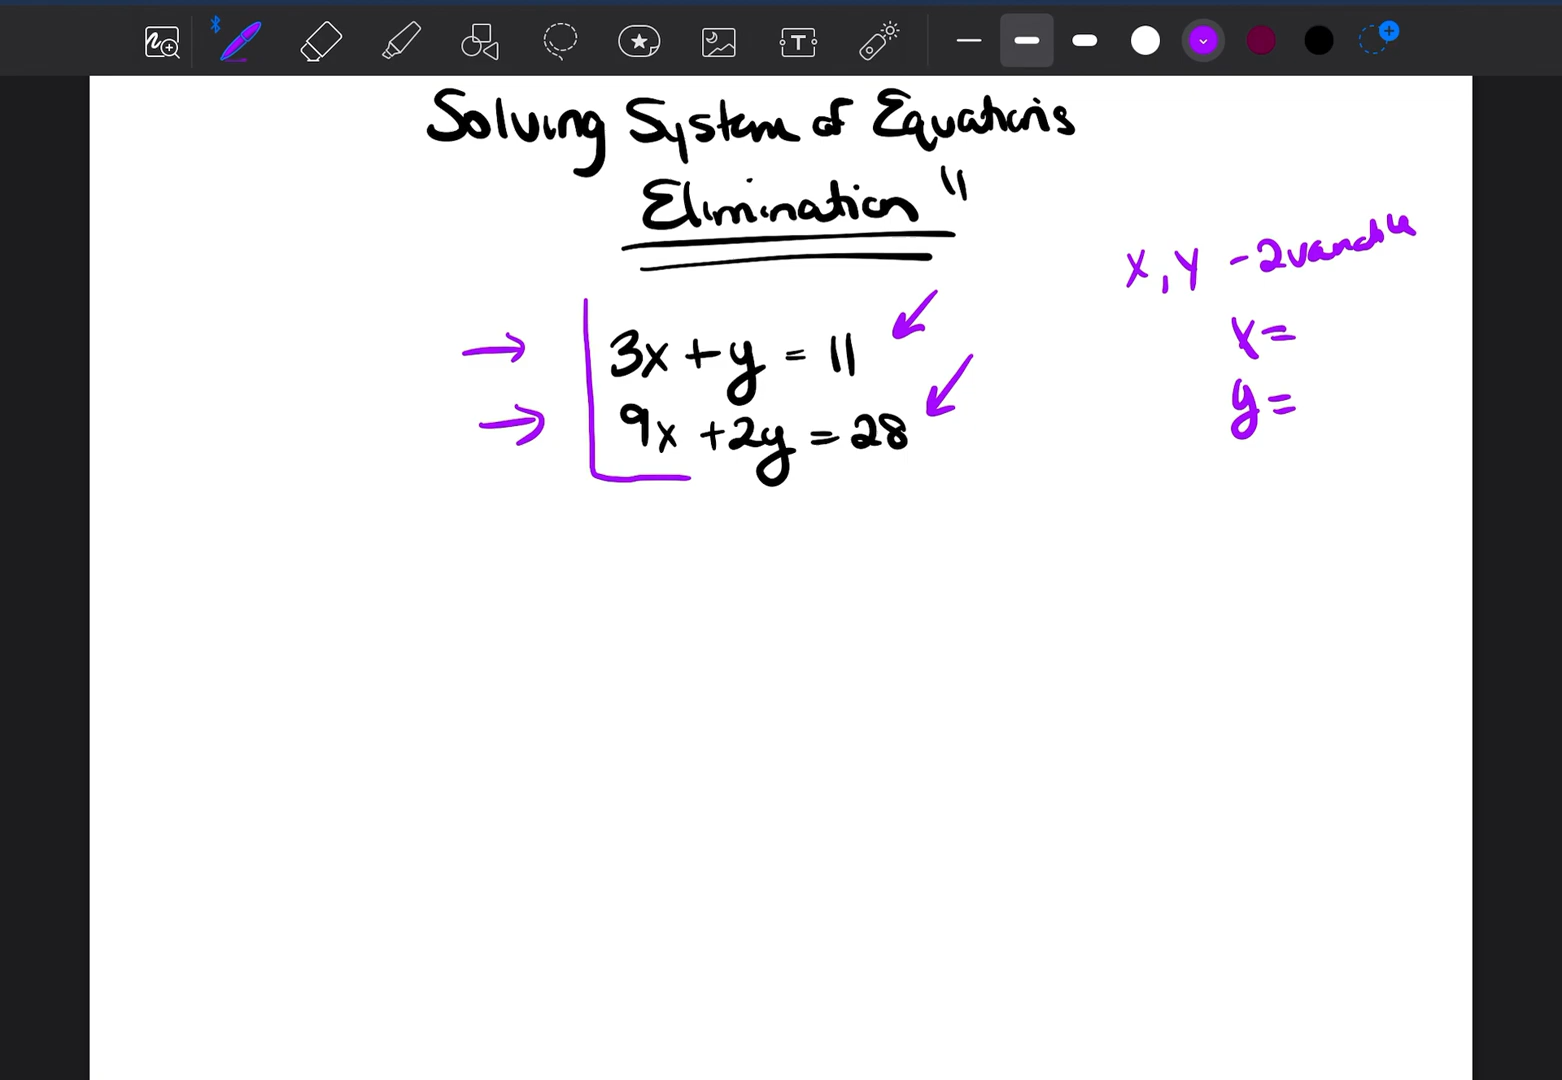 Solving System of Equations
Elimination "
x, y - 2 variable
x =
3x + y = 11
y =
9x + 2y = 28
T